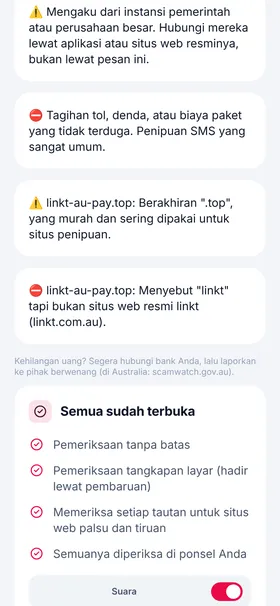 ⚠️ Mengaku dari instansi pemerintah
atau perusahaan besar. Hubungi mereka
lewat aplikasi atau situs web resminya,
bukan lewat pesan ini.
⛔ Tagihan tol, denda, atau biaya paket
yang tidak terduga. Penipuan SMS yang
sangat umum.
⚠️ linkt-au-pay.top: Berakhiran ".top",
yang murah dan sering dipakai untuk
situs penipuan.
⛔ linkt-au-pay.top: Menyebut "linkt"
tapi bukan situs web resmi linkt
(linkt.com.au).
Kehilangan uang? Segera hubungi bank Anda, lalu laporkan
ke pihak berwenang (di Australia: scamwatch.gov.au).
Semua sudah terbuka
Pemeriksaan tanpa batas
Pemeriksaan tangkapan layar (hadir
lewat pembaruan)
Memeriksa setiap tautan untuk situs
web palsu dan tiruan
Semuanya diperiksa di ponsel Anda
Suara